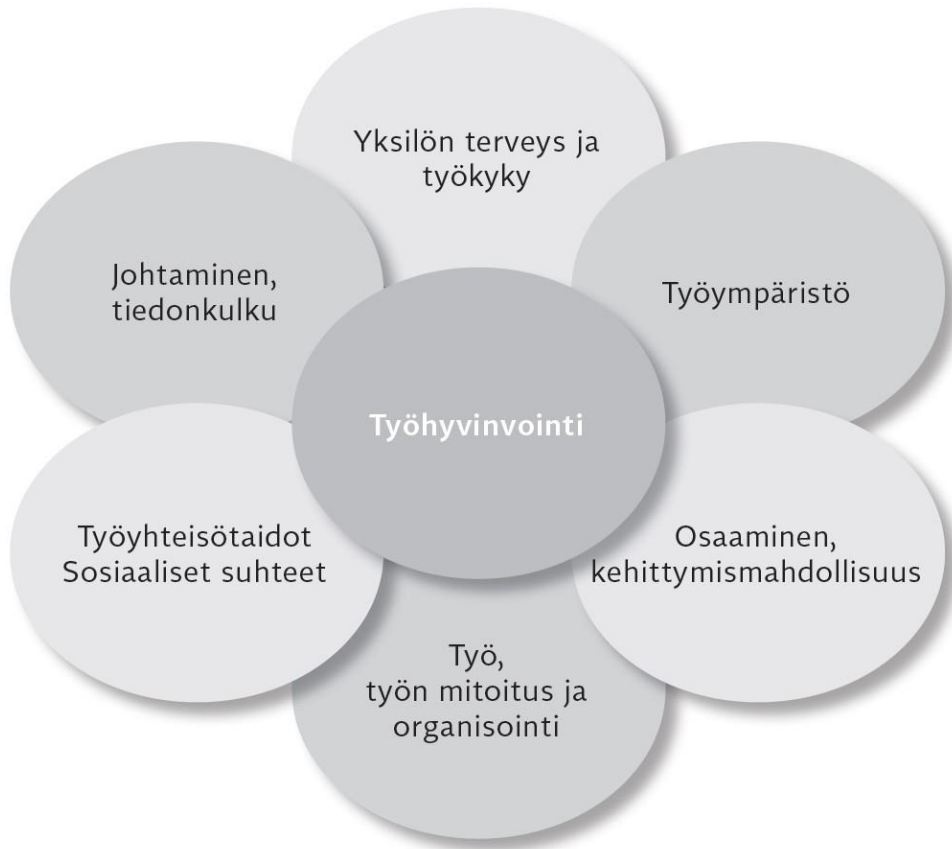 Yksilön terveys ja
työkyky
Johtaminen,
tiedonkulku
Työympäristö
Työhyvinvointi
Työyhteisötaidot
Sosiaaliset suhteet
Osaaminen,
kehittymismahdollisuus
Työ,
työn mitoitus ja
organisointi